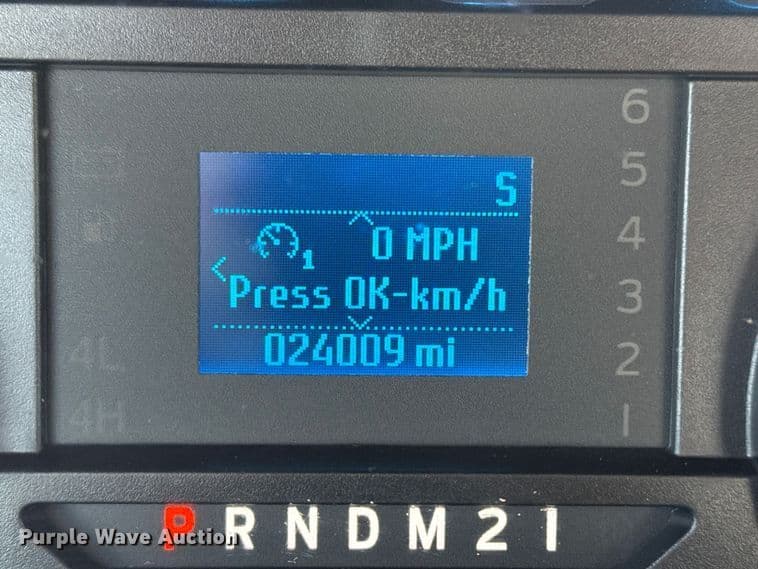 S
1 0 MPH
Press OK-km/h
024009 mi
6
5
4
3
2
1
4L
4H
P R N D M 2 1
Purple Wave Auction